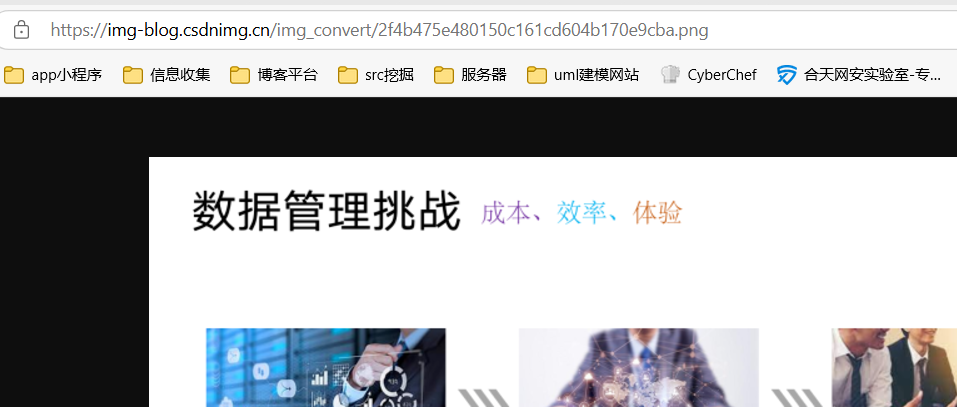 https://img-blog.csdnimg.cn/img_convert/2f4b475e480150c161cd604b170e9cba.png
app小程序 信息收集 博客平台 src挖掘 服务器 uml建模网站 CyberChef 合天网安实验室-专...
数据管理挑战 成本、效率、体验